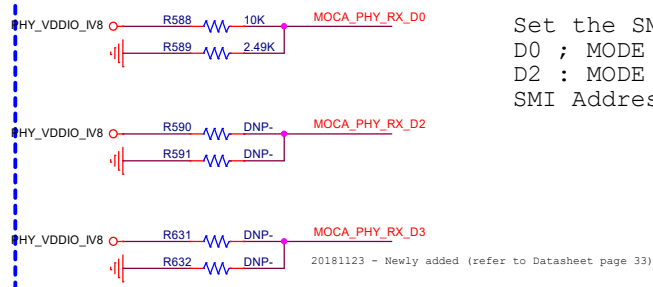 PHY_VDDIO_IV8 R588 10K MOCA_PHY_RX_D0
R589 2.49K
Set the SM
D0 ; MODE
D2 : MODE
SMI Addres
PHY_VDDIO_IV8 R590 DNP- MOCA_PHY_RX_D2
R591 DNP-
PHY_VDDIO_IV8 R631 DNP- MOCA_PHY_RX_D3
R632 DNP- 20181123 - Newly added (refer to Datasheet page 33)